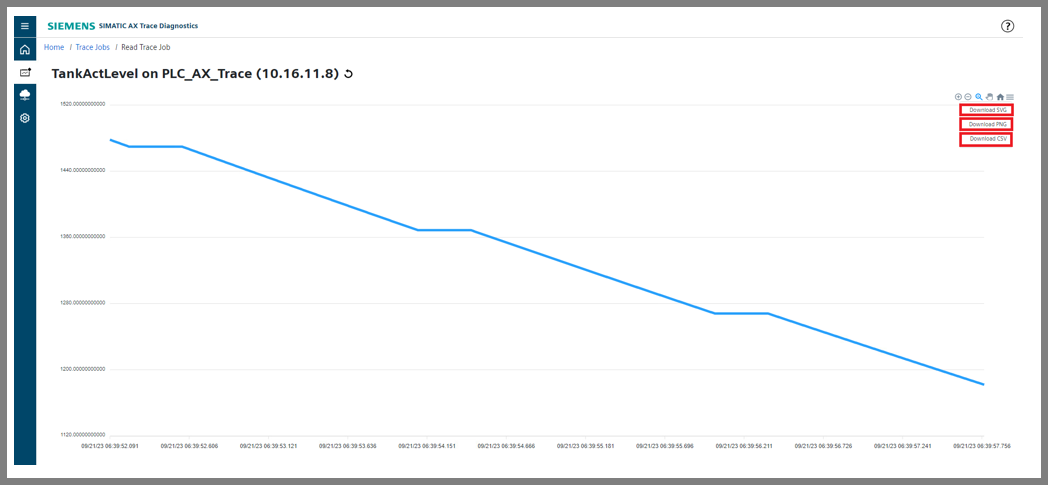 SIEMENS SIMATIC AX Trace Diagnostics
?
Home / Trace Jobs / Read Trace Job
TankActLevel on PLC_AX_Trace (10.16.11.8)
Download SVG
Download PNG
Download CSV
1520.00000000000
1440.00000000000
1360.00000000000
1280.00000000000
1200.00000000000
1120.00000000000
09/21/23 06:39:52.091 09/21/23 06:39:52.606 09/21/23 06:39:53.121 09/21/23 06:39:53.636 09/21/23 06:39:54.151 09/21/23 06:39:54.666 09/21/23 06:39:55.181 09/21/23 06:39:55.696 09/21/23 06:39:56.211 09/21/23 06:39:56.726 09/21/23 06:39:57.241 09/21/23 06:39:57.756